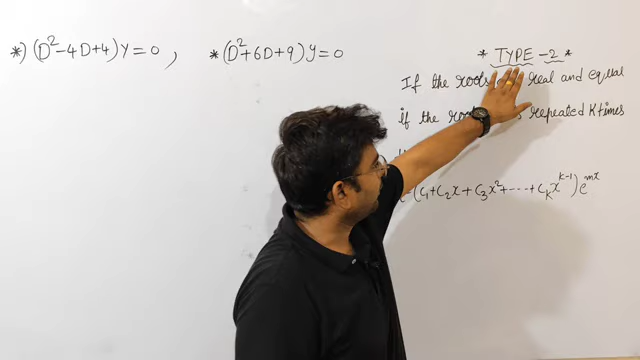 *) (D²-4D+4)y=0 , * (D²+6D+9)y=0
* TYPE-2 *
If the roots real and equal
if the repeated K times
(c₁+c₂x+c₃x²+----+cₖx^{k-1})e^{mx}